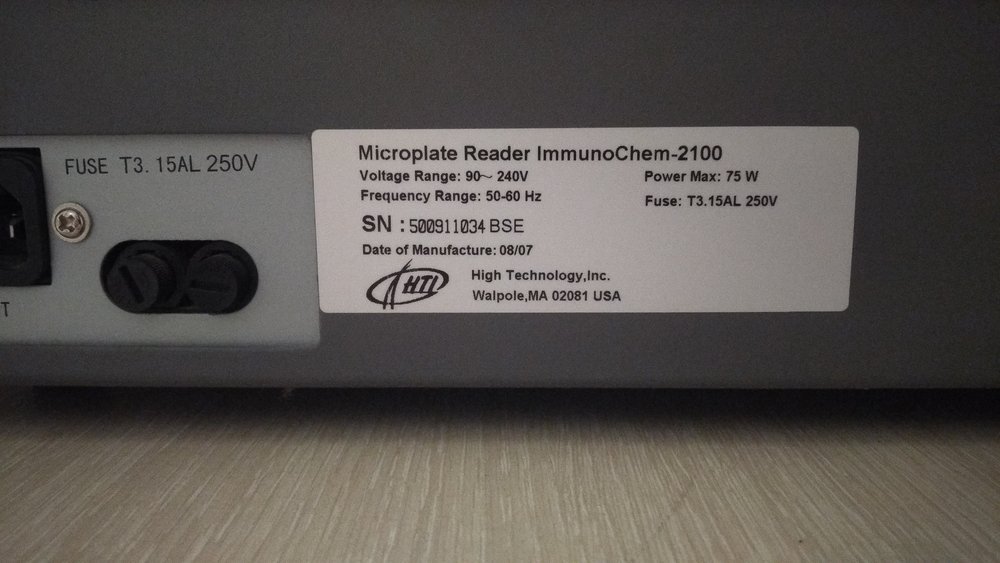 FUSE T3.15AL 250V
T
Microplate Reader ImmunoChem-2100
Voltage Range: 90~ 240V
Power Max: 75 W
Frequency Range: 50-60 Hz
Fuse: T3.15AL 250V
SN : 500911034 BSE
Date of Manufacture: 08/07
HTI
High Technology,Inc.
Walpole,MA 02081 USA